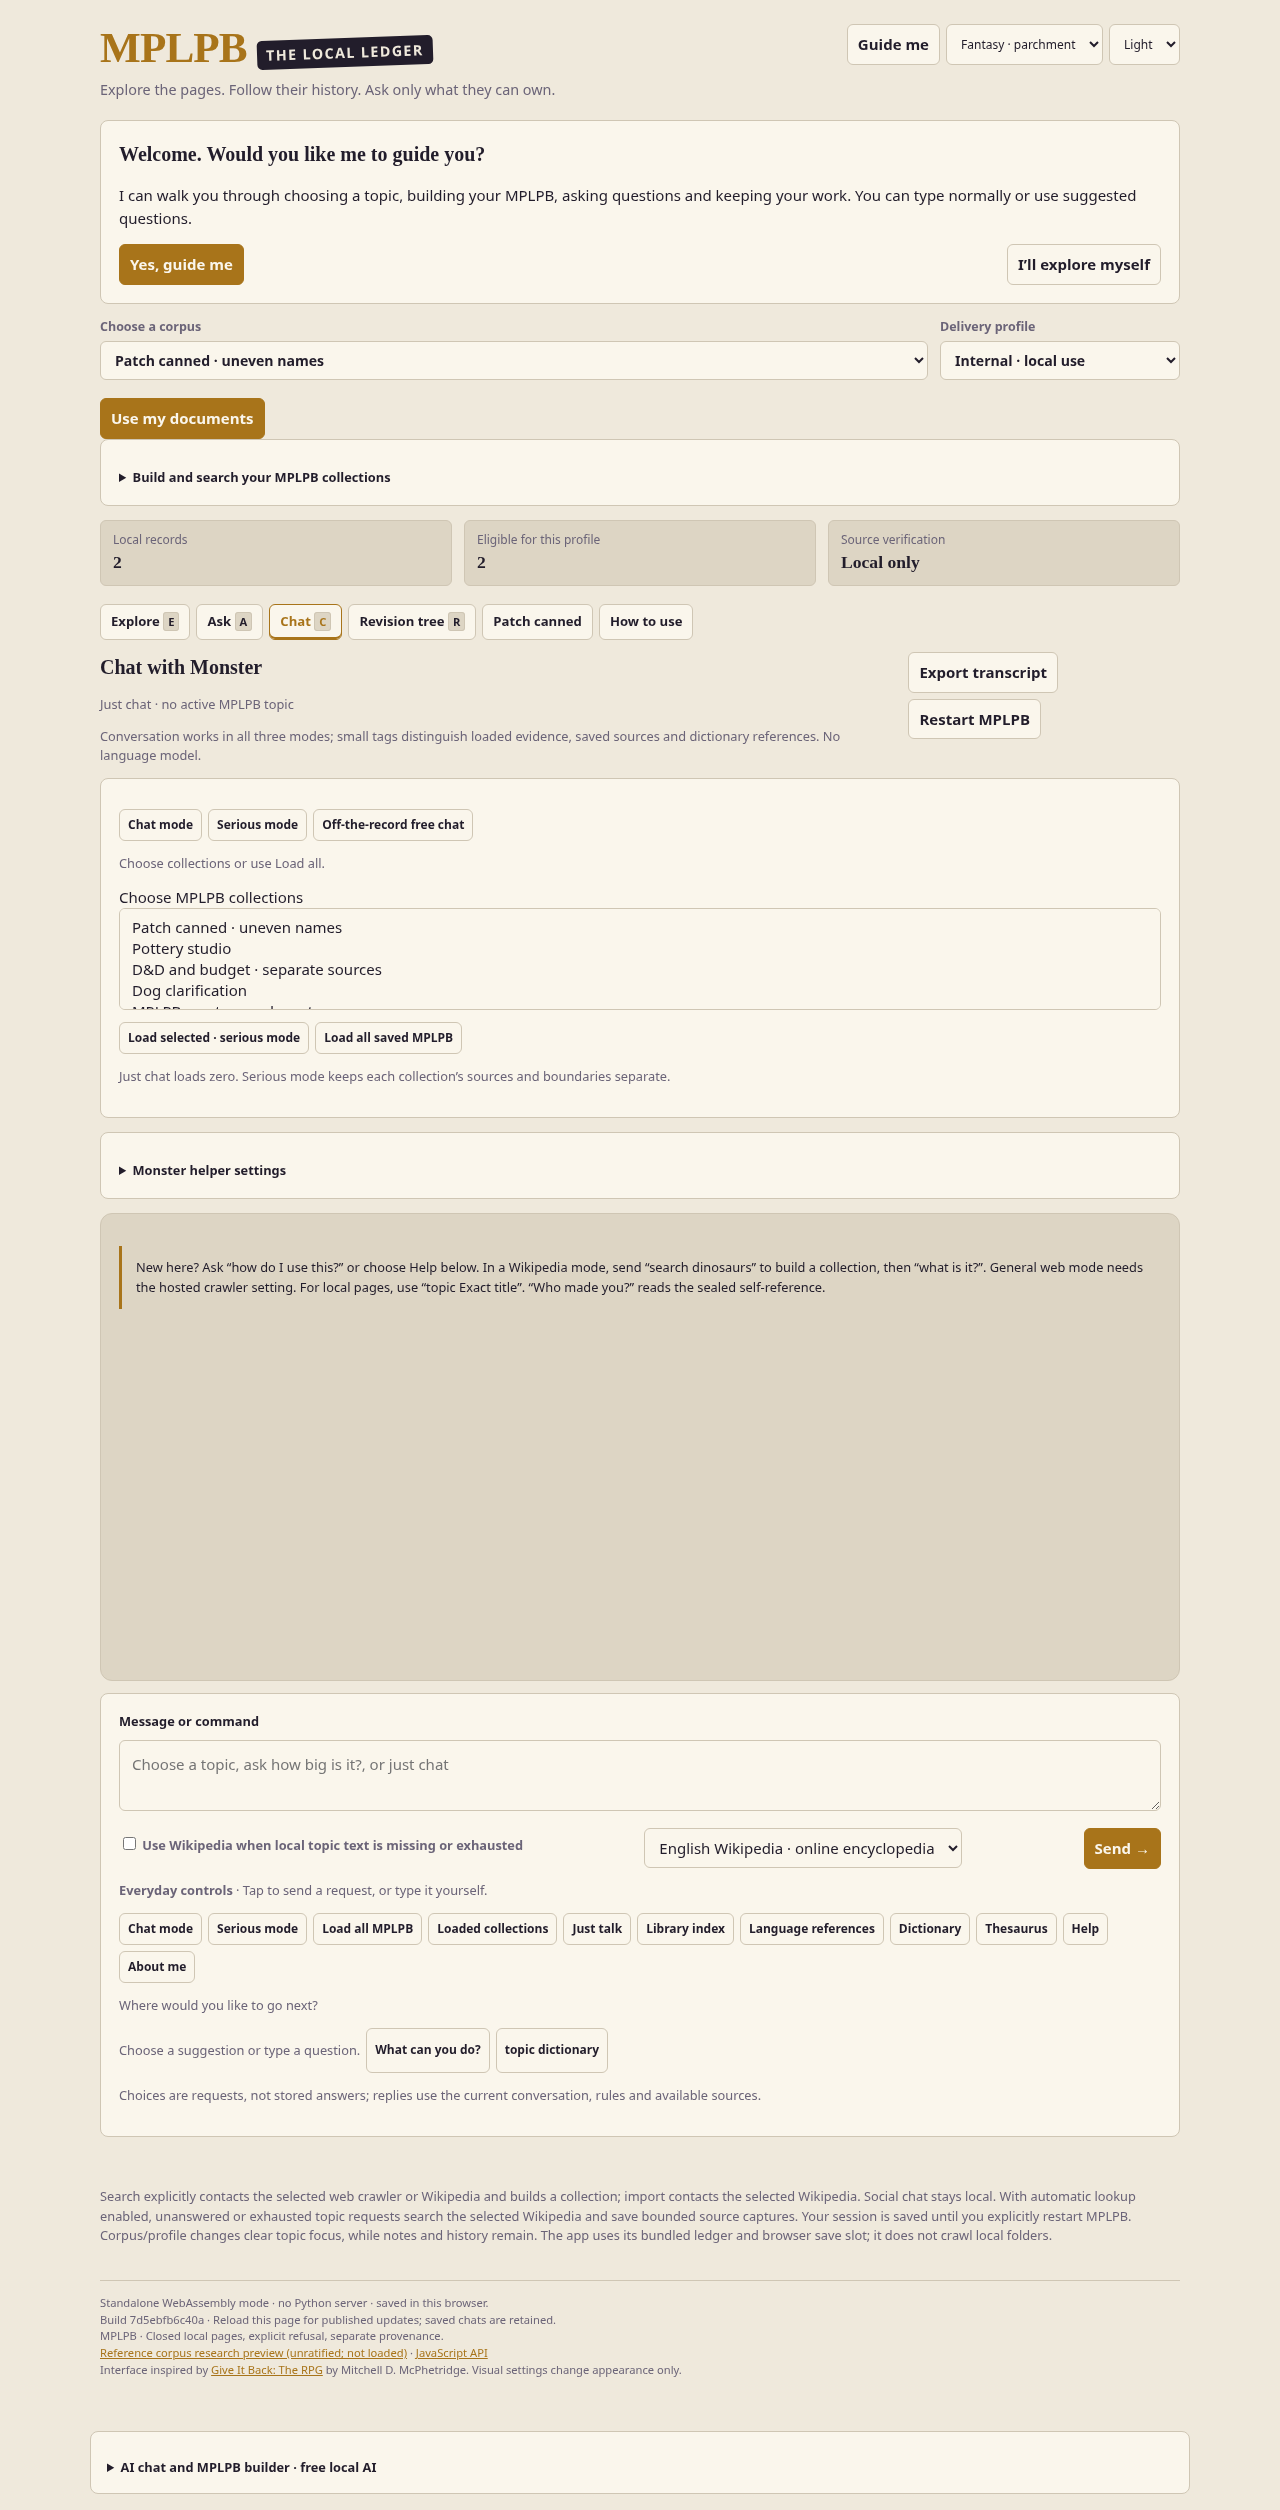 MPLPB THE LOCAL LEDGER
Guide me
Fantasy · parchment
Light
Explore the pages. Follow their history. Ask only what they can own.
Welcome. Would you like me to guide you?
I can walk you through choosing a topic, building your MPLPB, asking questions and keeping your work. You can type normally or use suggested
questions.
Yes, guide me
I’ll explore myself
Choose a corpus
Delivery profile
Patch canned · uneven names
Internal · local use
Use my documents
▶ Build and search your MPLPB collections
Local records
2
Eligible for this profile
2
Source verification
Local only
Explore E
Ask A
Chat C
Revision tree R
Patch canned
How to use
Chat with Monster
Export transcript
Just chat · no active MPLPB topic
Restart MPLPB
Conversation works in all three modes; small tags distinguish loaded evidence, saved sources and dictionary references. No
language model.
Chat mode
Serious mode
Off-the-record free chat
Choose collections or use Load all.
Choose MPLPB collections
Patch canned · uneven names
Pottery studio
D&D and budget · separate sources
Dog clarification
Load selected · serious mode
Load all saved MPLPB
Just chat loads zero. Serious mode keeps each collection’s sources and boundaries separate.
▶ Monster helper settings
New here? Ask “how do I use this?” or choose Help below. In a Wikipedia mode, send “search dinosaurs” to build a collection, then “what is it?”. General web mode needs
the hosted crawler setting. For local pages, use “topic Exact title”. “Who made you?” reads the sealed self-reference.
Message or command
Choose a topic, ask how big is it?, or just chat
Use Wikipedia when local topic text is missing or exhausted
English Wikipedia · online encyclopedia
Send →
Everyday controls · Tap to send a request, or type it yourself.
Chat mode
Serious mode
Load all MPLPB
Loaded collections
Just talk
Library index
Language references
Dictionary
Thesaurus
Help
About me
Where would you like to go next?
Choose a suggestion or type a question.
What can you do?
topic dictionary
Choices are requests, not stored answers; replies use the current conversation, rules and available sources.
Search explicitly contacts the selected web crawler or Wikipedia and builds a collection; import contacts the selected Wikipedia. Social chat stays local. With automatic lookup
enabled, unanswered or exhausted topic requests search the selected Wikipedia and save bounded source captures. Your session is saved until you explicitly restart MPLPB.
Corpus/profile changes clear topic focus, while notes and history remain. The app uses its bundled ledger and browser save slot; it does not crawl local folders.
Standalone WebAssembly mode · no Python server · saved in this browser.
Build 7d5ebfb6c40a · Reload this page for published updates; saved chats are retained.
MPLPB · Closed local pages, explicit refusal, separate provenance.
Reference corpus research preview (unratified; not loaded) · JavaScript API
Interface inspired by Give It Back: The RPG by Mitchell D. McPhetridge. Visual settings change appearance only.
▶ AI chat and MPLPB builder · free local AI